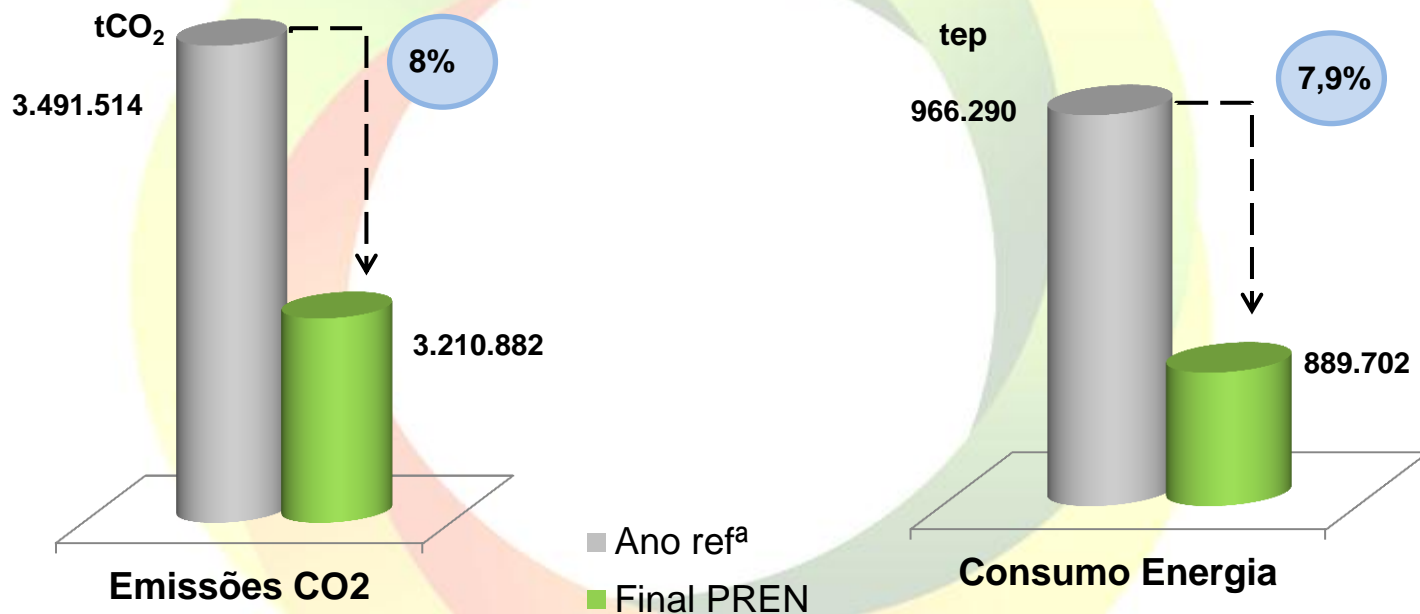 tCO₂
8%
3.491.514
3.210.882
Emissões CO2
Ano refª
Final PREN
tep
7,9%
966.290
889.702
Consumo Energia